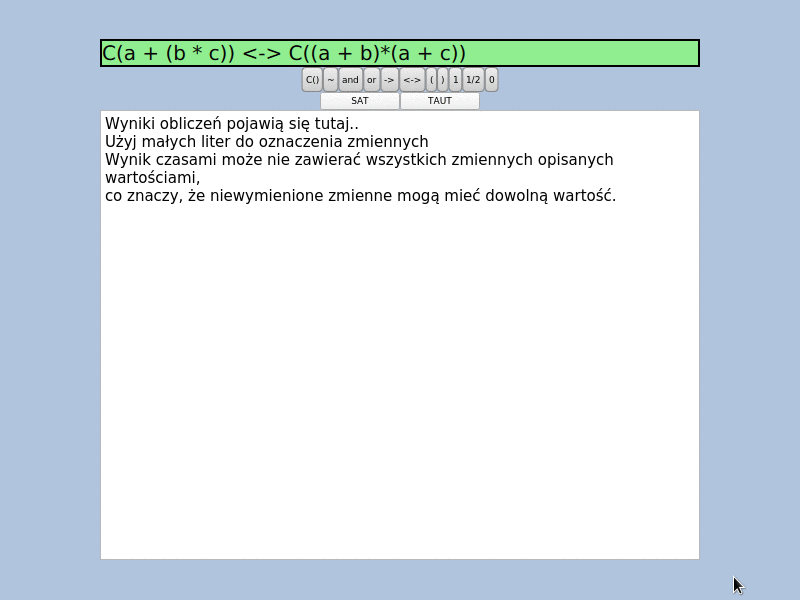 C(a + (b * c)) <-> C((a + b)*(a + c))
C() ~ and or -> <-> ( ) 1 1/2 0
SAT TAUT
Wyniki obliczeń pojawią się tutaj..
Użyj małych liter do oznaczenia zmiennych
Wynik czasami może nie zawierać wszystkich zmiennych opisanych
wartościami,
co znaczy, że niewymienione zmienne mogą mieć dowolną wartość.